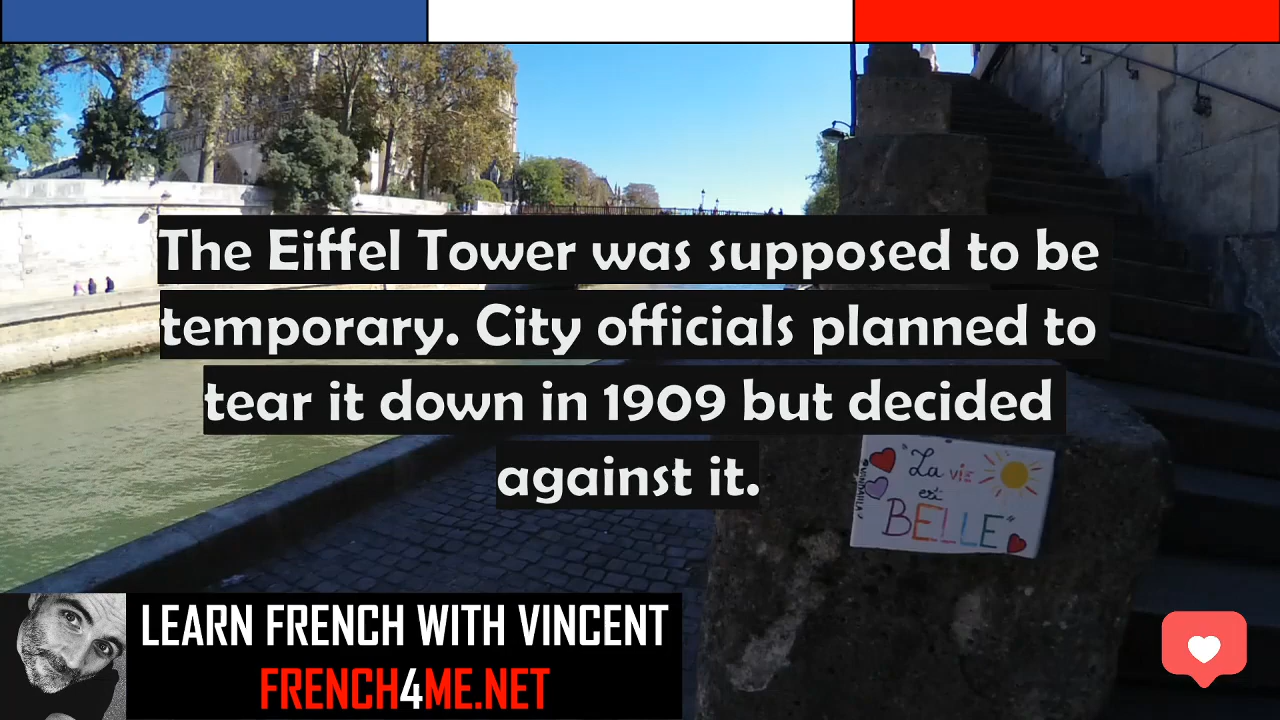 The Eiffel Tower was supposed to be
temporary. City officials planned to
tear it down in 1909 but decided
against it.
"La vie
est
BELLE"
LEARN FRENCH WITH VINCENT
FRENCH4ME.NET